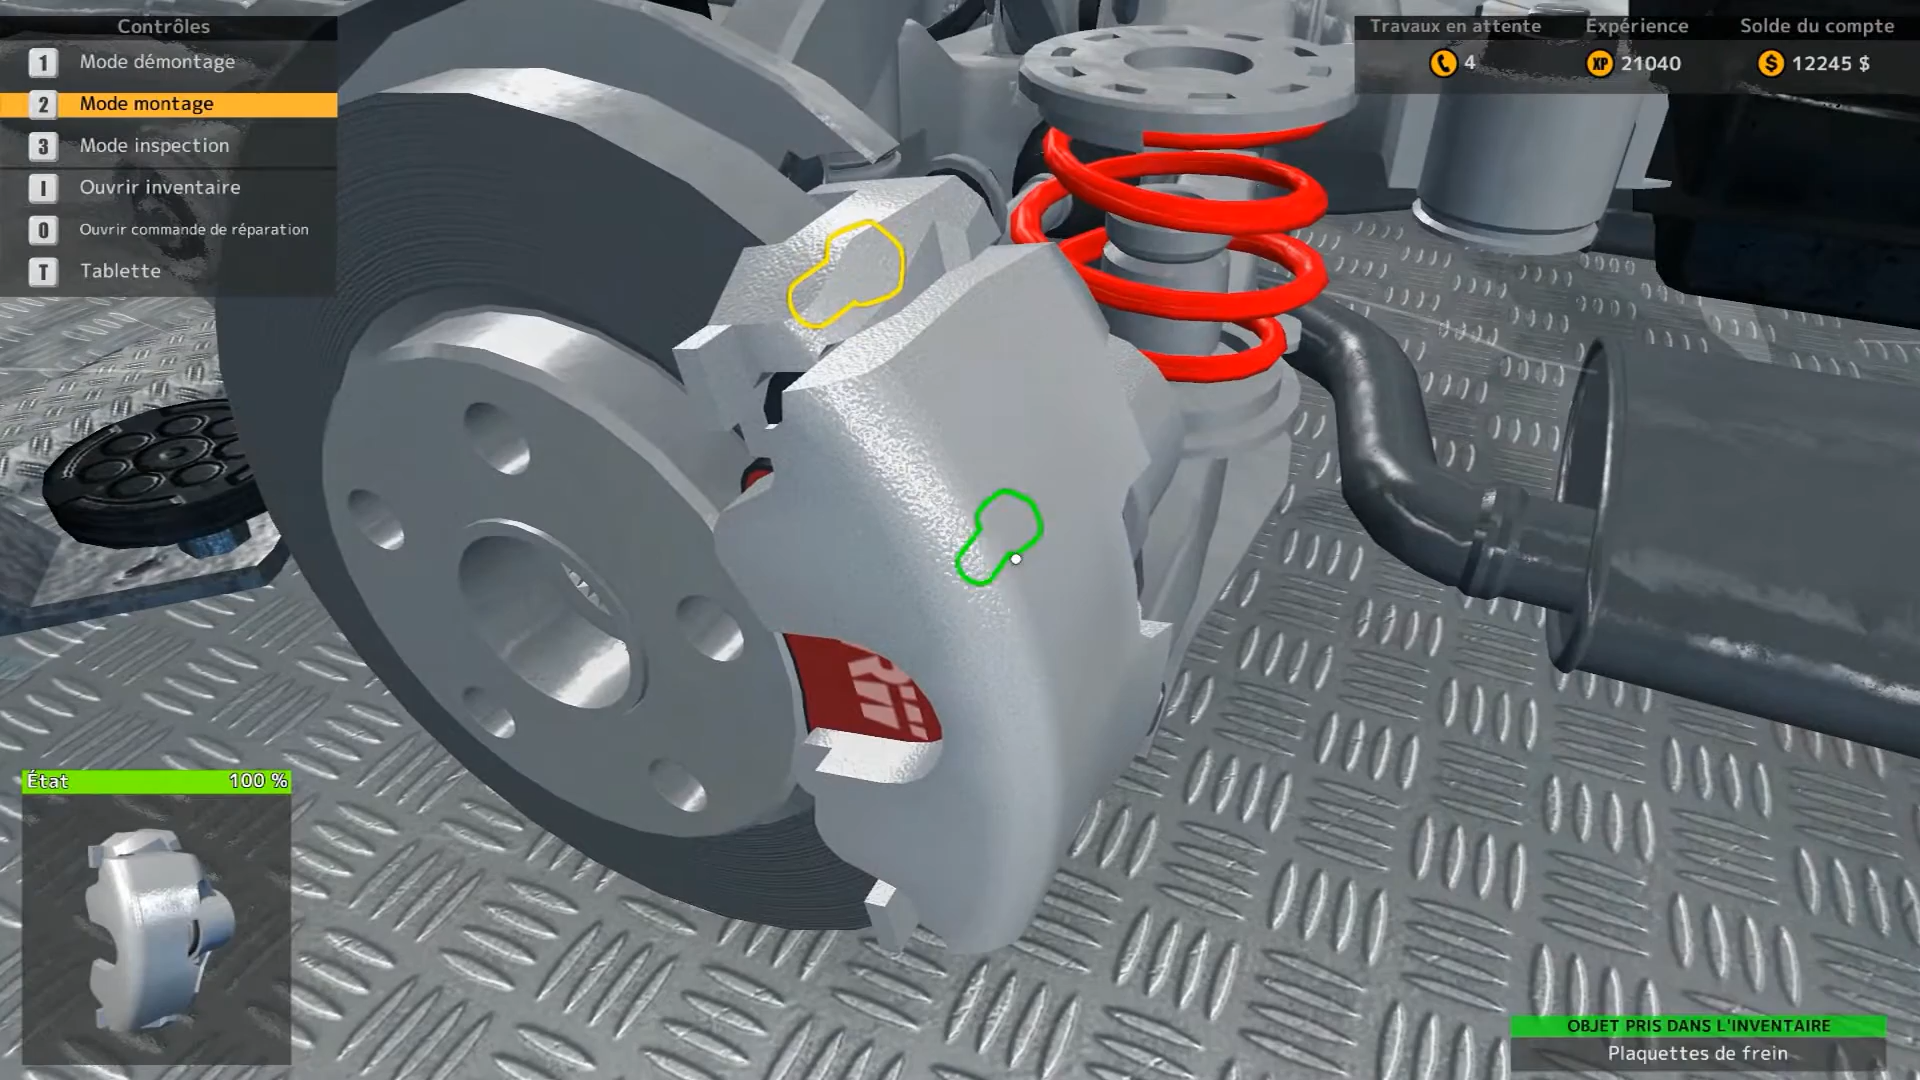 Contrôles
1 Mode démontage
2 Mode montage
3 Mode inspection
I Ouvrir inventaire
O Ouvrir commande de réparation
T Tablette
Travaux en attente Expérience Solde du compte
4 XP 21040 $ 12245 $
État 100 %
OBJET PRIS DANS L'INVENTAIRE
Plaquettes de frein